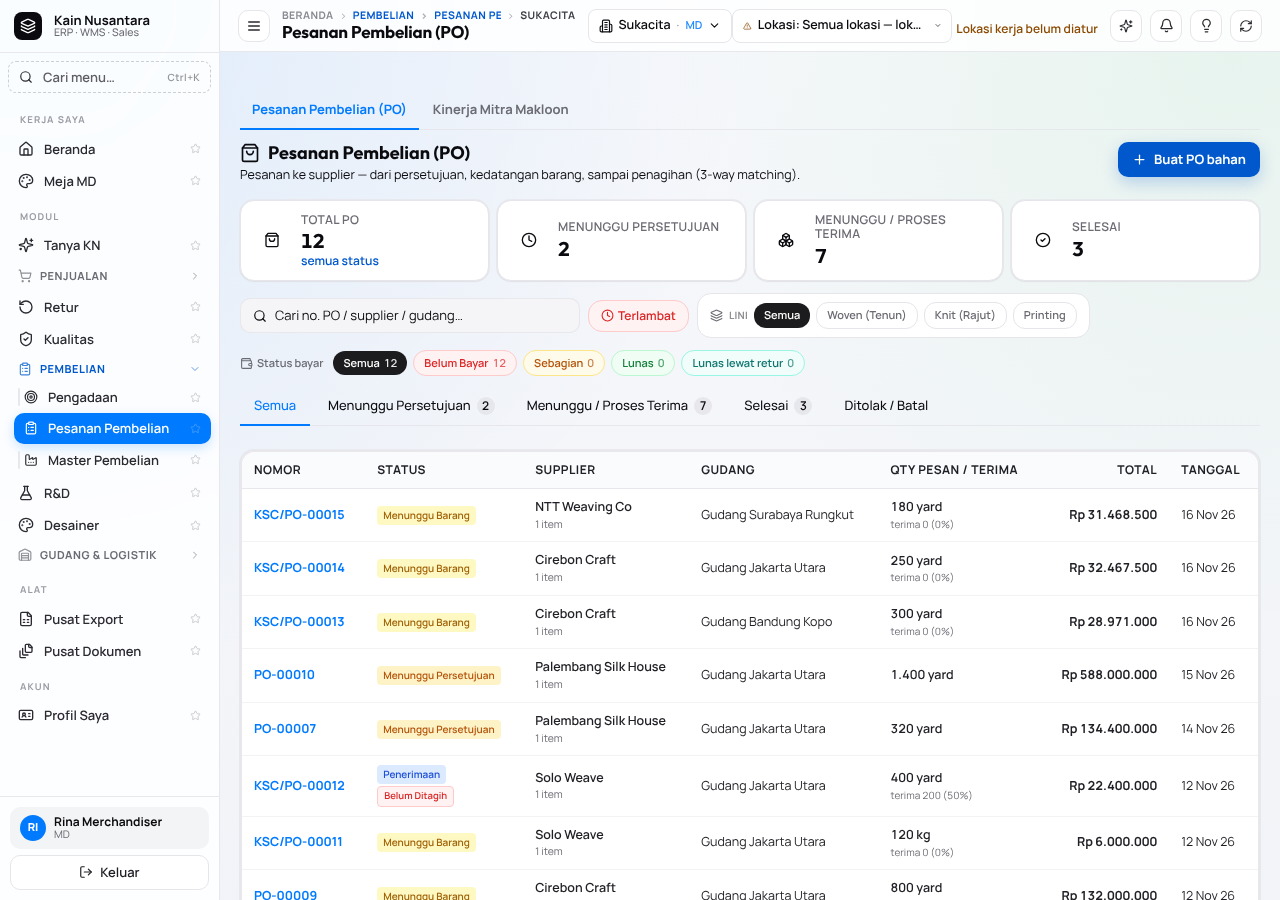 Kain Nusantara
ERP · WMS · Sales
Cari menu... Ctrl+K
KERJA SAYA
Beranda
Meja MD
MODUL
Tanya KN
PENJUALAN
Retur
Kualitas
PEMBELIAN
Pengadaan
Pesanan Pembelian
Master Pembelian
R&D
Desainer
GUDANG & LOGISTIK
ALAT
Pusat Export
Pusat Dokumen
AKUN
Profil Saya
RI
Rina Merchandiser
MD
Keluar
BERANDA > PEMBELIAN > PESANAN PE > SUKACITA
Pesanan Pembelian (PO)
Sukacita · MD
Lokasi: Semua lokasi — lok...
Lokasi kerja belum diatur
Pesanan Pembelian (PO) Kinerja Mitra Makloon
Pesanan Pembelian (PO)
Pesanan ke supplier — dari persetujuan, kedatangan barang, sampai penagihan (3-way matching).
+ Buat PO bahan
TOTAL PO
12
semua status
MENUNGGU PERSETUJUAN
2
MENUNGGU / PROSES
TERIMA
7
SELESAI
3
Cari no. PO / supplier / gudang...
Terlambat
LINI Semua Woven (Tenun) Knit (Rajut) Printing
Status bayar Semua 12 Belum Bayar 12 Sebagian 0 Lunas 0 Lunas lewat retur 0
Semua Menunggu Persetujuan 2 Menunggu / Proses Terima 7 Selesai 3 Ditolak / Batal
NOMOR STATUS SUPPLIER GUDANG QTY PESAN / TERIMA TOTAL TANGGAL
KSC/PO-00015 Menunggu Barang NTT Weaving Co Gudang Surabaya Rungkut 180 yard Rp 31.468.500 16 Nov 26
1 item terima 0 (0%)
KSC/PO-00014 Menunggu Barang Cirebon Craft Gudang Jakarta Utara 250 yard Rp 32.467.500 16 Nov 26
1 item terima 0 (0%)
KSC/PO-00013 Menunggu Barang Cirebon Craft Gudang Bandung Kopo 300 yard Rp 28.971.000 16 Nov 26
1 item terima 0 (0%)
PO-00010 Menunggu Persetujuan Palembang Silk House Gudang Jakarta Utara 1.400 yard Rp 588.000.000 15 Nov 26
1 item
PO-00007 Menunggu Persetujuan Palembang Silk House Gudang Jakarta Utara 320 yard Rp 134.400.000 14 Nov 26
1 item
KSC/PO-00012 Penerimaan Solo Weave Gudang Jakarta Utara 400 yard Rp 22.400.000 12 Nov 26
Belum Ditagih 1 item terima 200 (50%)
KSC/PO-00011 Menunggu Barang Solo Weave Gudang Jakarta Utara 120 kg Rp 6.000.000 12 Nov 26
1 item terima 0 (0%)
PO-00009 Menunggu Barang Cirebon Craft Gudang Jakarta Utara 800 yard Rp 132.000.000 12 Nov 26